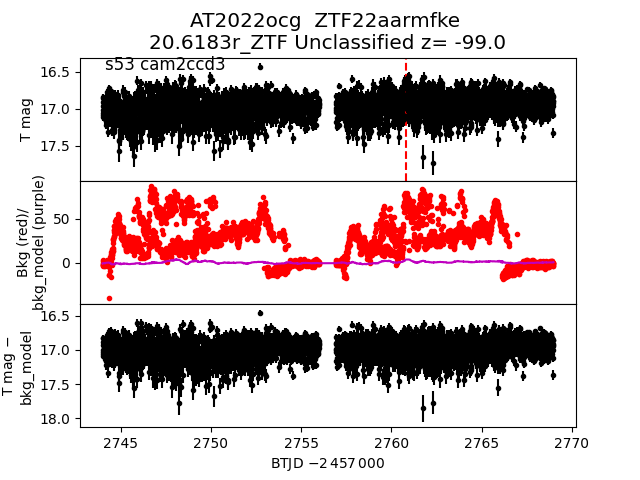 AT2022ocg  ZTF22aarmfke
20.6183r_ZTF Unclassified z= -99.0
s53 cam2ccd3
16.5
17.0
17.5
T mag
50
0
Bkg (red)/
bkg_model (purple)
16.5
17.0
17.5
18.0
T mag −
bkg_model
2745
2750
2755
2760
2765
2770
BTJD −2 457 000